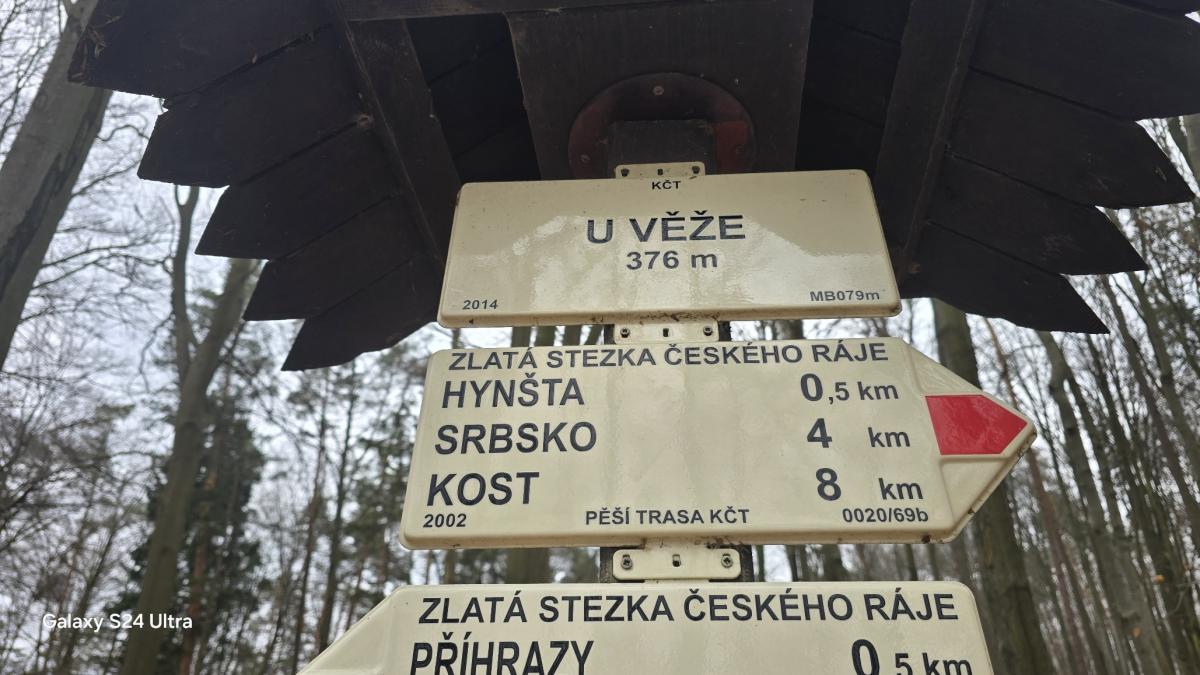 KČT
U VĚŽE
376 m
2014 MB079m
ZLATÁ STEZKA ČESKÉHO RÁJE
HYNŠTA 0,5 km
SRBSKO 4 km
KOST 8 km
2002 PĚŠÍ TRASA KČT 0020/69b
ZLATÁ STEZKA ČESKÉHO RÁJE
PŘÍHRAZY 0,5 km
Galaxy S24 Ultra